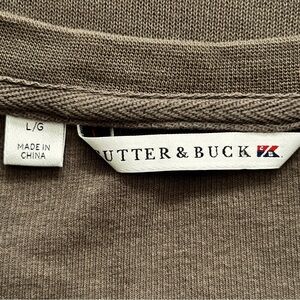 L/G
MADE IN
CHINA
UTTER & BUCK